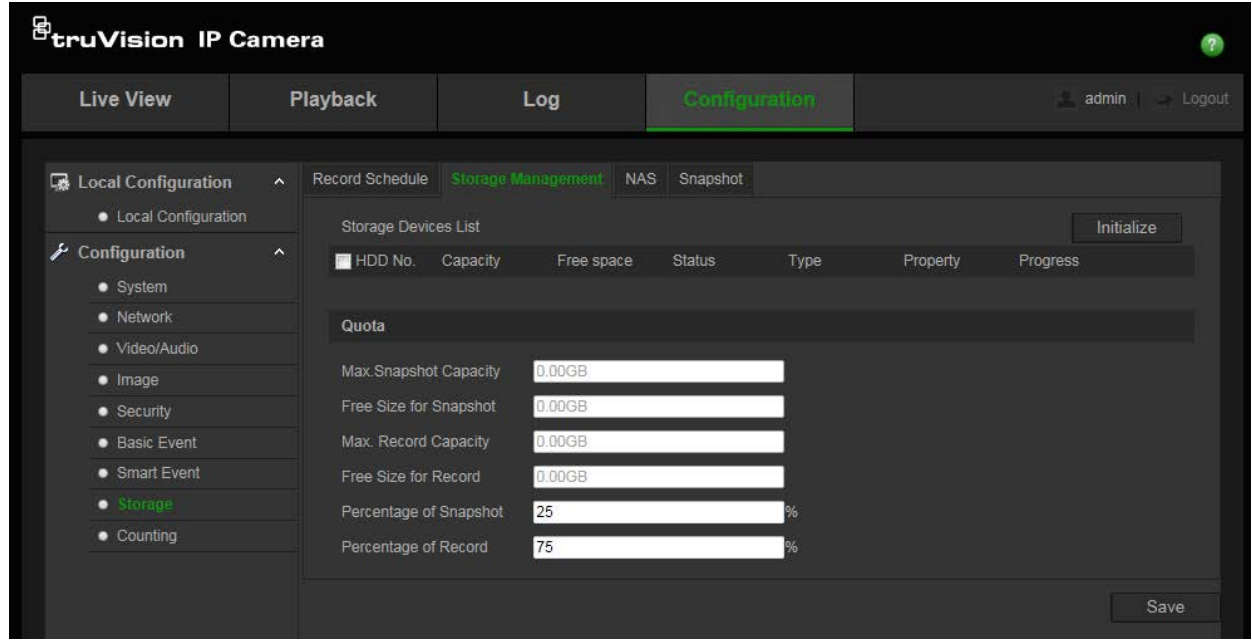 truVision IP Camera
?
Live View Playback Log Configuration admin Logout
Local Configuration
Local Configuration
Configuration
System
Network
Video/Audio
Image
Security
Basic Event
Smart Event
Storage
Counting
Record Schedule Storage Management NAS Snapshot
Storage Devices List Initialize
HDD No. Capacity Free space Status Type Property Progress
Quota
Max.Snapshot Capacity 0.00GB
Free Size for Snapshot 0.00GB
Max. Record Capacity 0.00GB
Free Size for Record 0.00GB
Percentage of Snapshot 25 %
Percentage of Record 75 %
Save